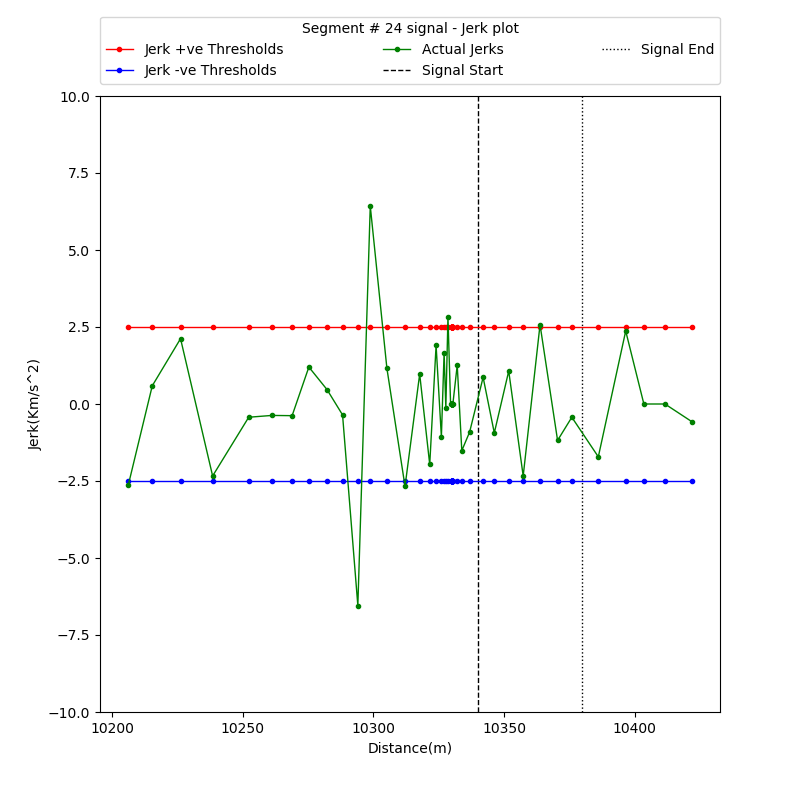 Segment # 24 signal - Jerk plot
Jerk +ve Thresholds
Jerk -ve Thresholds
Actual Jerks
Signal Start
Signal End
10.0
7.5
5.0
2.5
0.0
−2.5
−5.0
−7.5
−10.0
Jerk(Km/s^2)
10200
10250
10300
10350
10400
Distance(m)